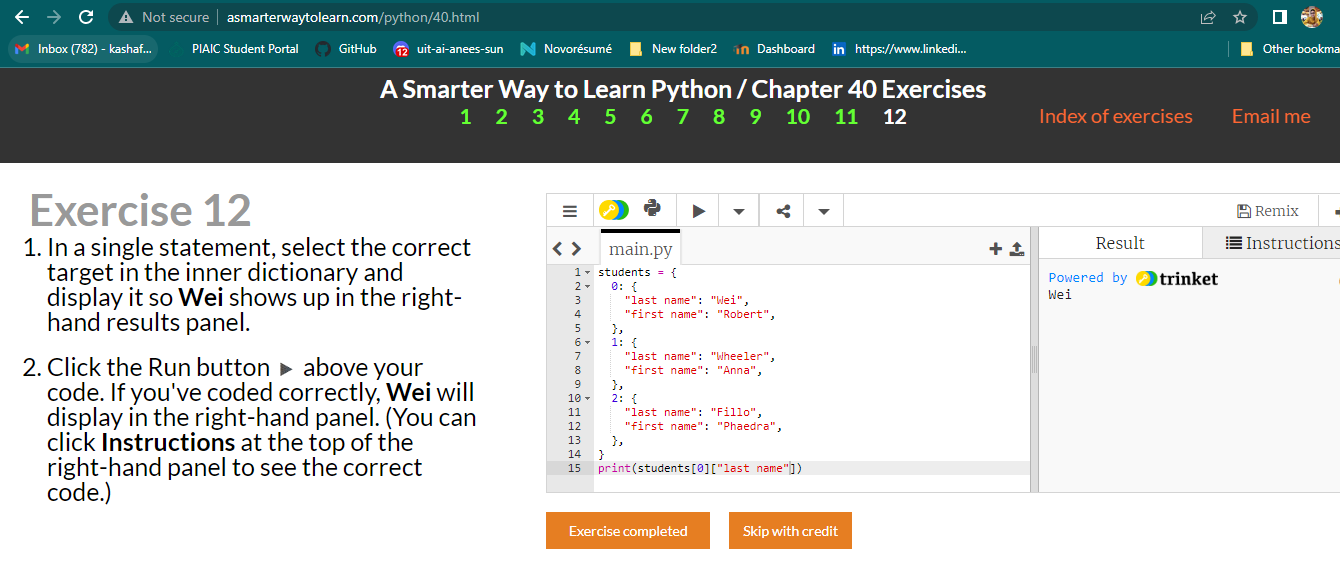 Not secure | asmarterwaytolearn.com/python/40.html
Inbox (782) - kashaf... PIAIC Student Portal GitHub uit-ai-anees-sun Novorésumé New folder2 Dashboard https://www.linkedi... Other bookma
A Smarter Way to Learn Python / Chapter 40 Exercises
1 2 3 4 5 6 7 8 9 10 11 12
Index of exercises Email me
Exercise 12
1. In a single statement, select the correct
target in the inner dictionary and
display it so Wei shows up in the right-
hand results panel.
2. Click the Run button ▶ above your
code. If you've coded correctly, Wei will
display in the right-hand panel. (You can
click Instructions at the top of the
right-hand panel to see the correct
code.)
Remix
main.py
1 students = {
2 0: {
3 "last name": "Wei",
4 "first name": "Robert",
5 },
6 1: {
7 "last name": "Wheeler",
8 "first name": "Anna",
9 },
10 2: {
11 "last name": "Fillo",
12 "first name": "Phaedra",
13 },
14 }
15 print(students[0]["last name"])
Result Instructions
Powered by trinket
Wei
Exercise completed Skip with credit